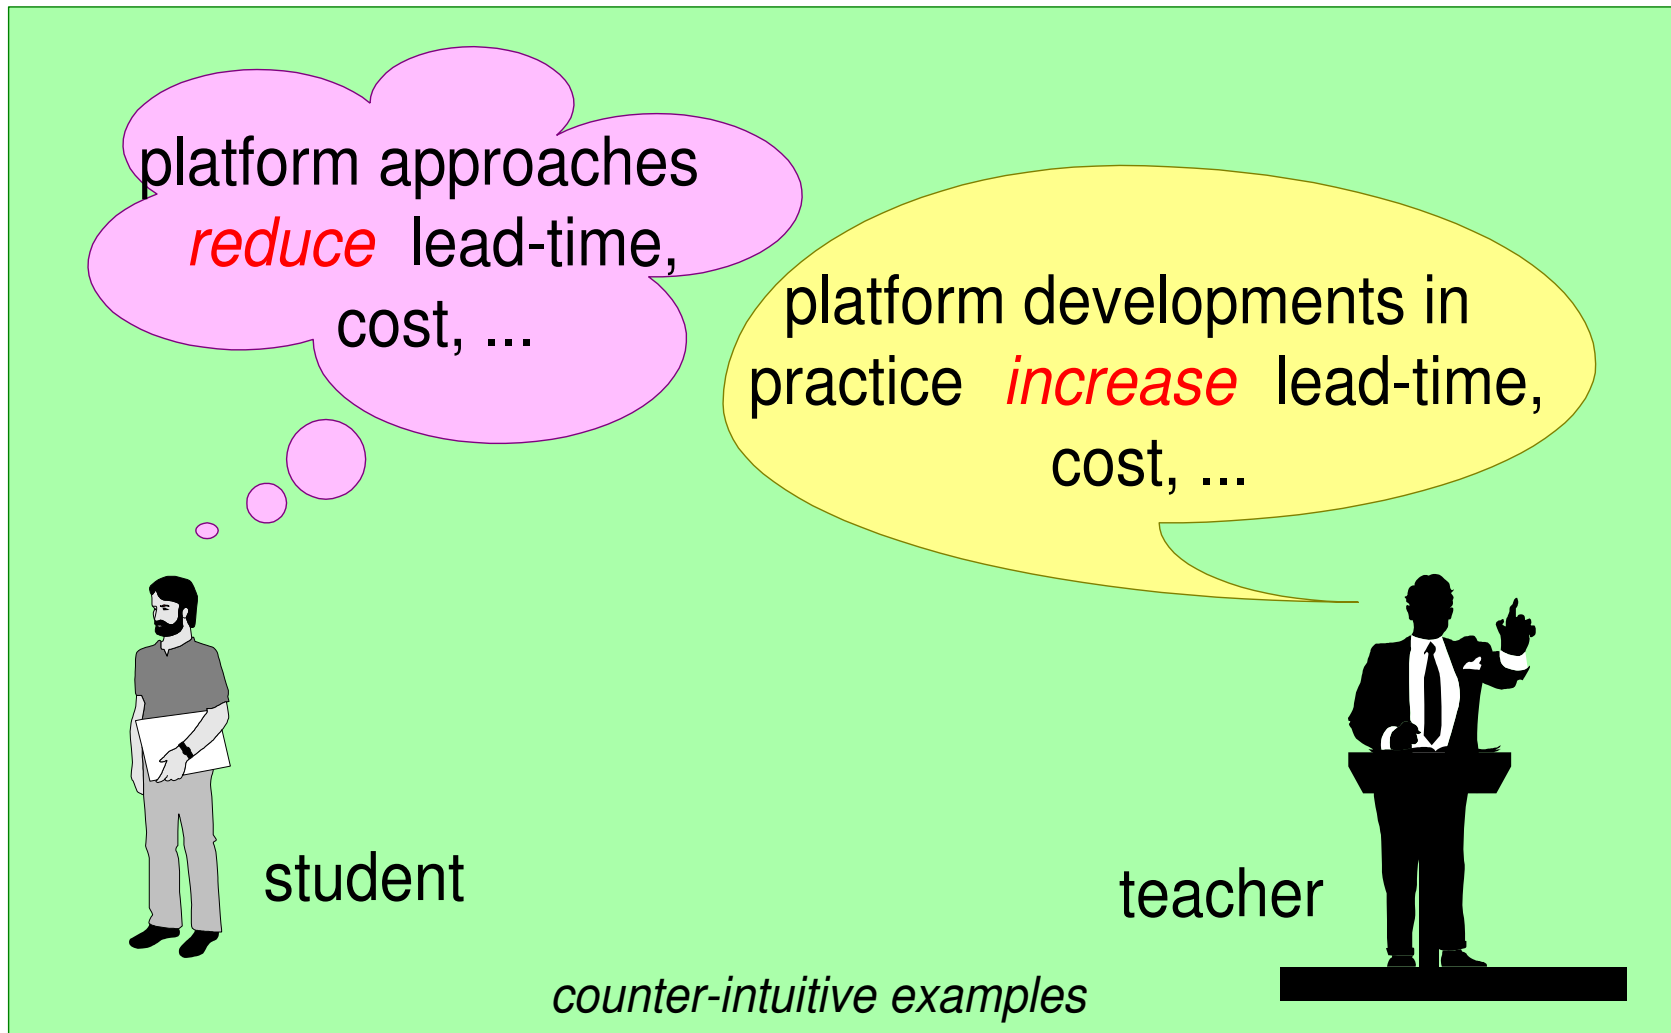 platform approaches
reduce lead-time,
cost, ...
platform developments in
practice increase lead-time,
cost, ...
student
teacher
counter-intuitive examples